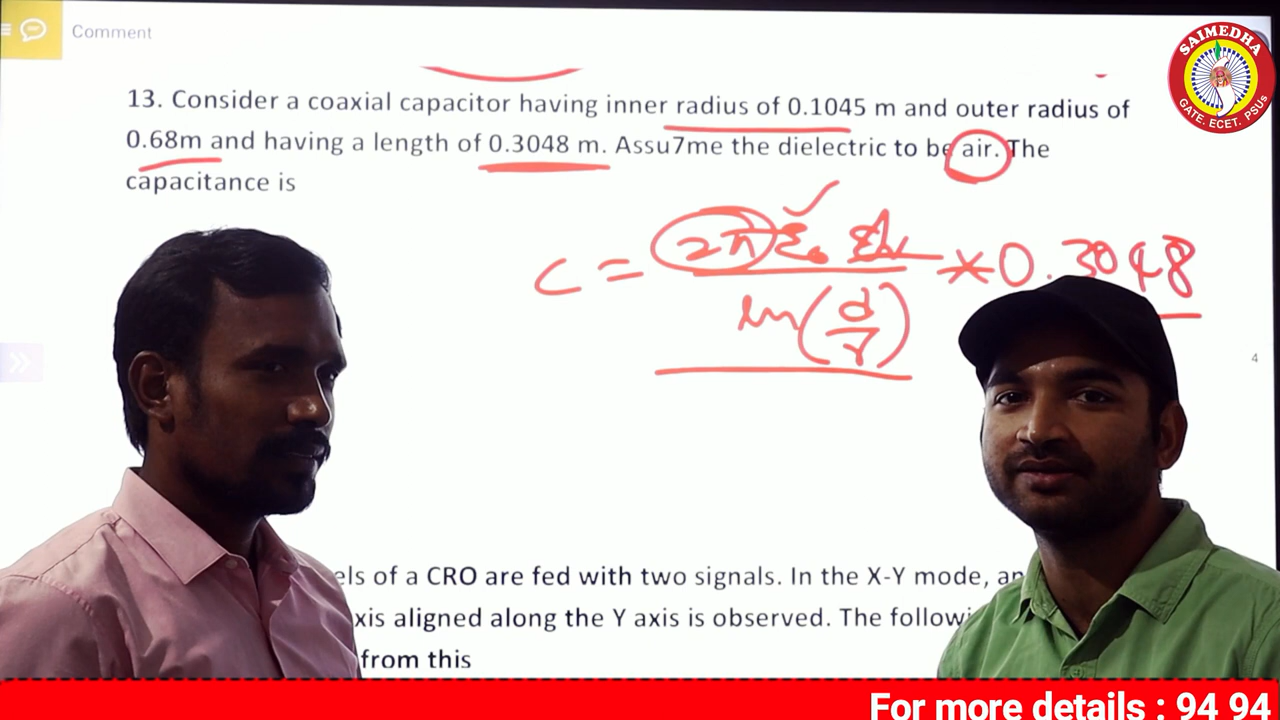 Comment
SAIMEDHA
GATE. ECET. PSUs
13. Consider a coaxial capacitor having inner radius of 0.1045 m and outer radius of
0.68m and having a length of 0.3048 m. Assu7me the dielectric to be air. The
capacitance is
C = 2π ε₀ εr * 0.3048
ln(d/r)
4
els of a CRO are fed with two signals. In the X-Y mode, an
xis aligned along the Y axis is observed. The follow
from this
For more details : 94 94